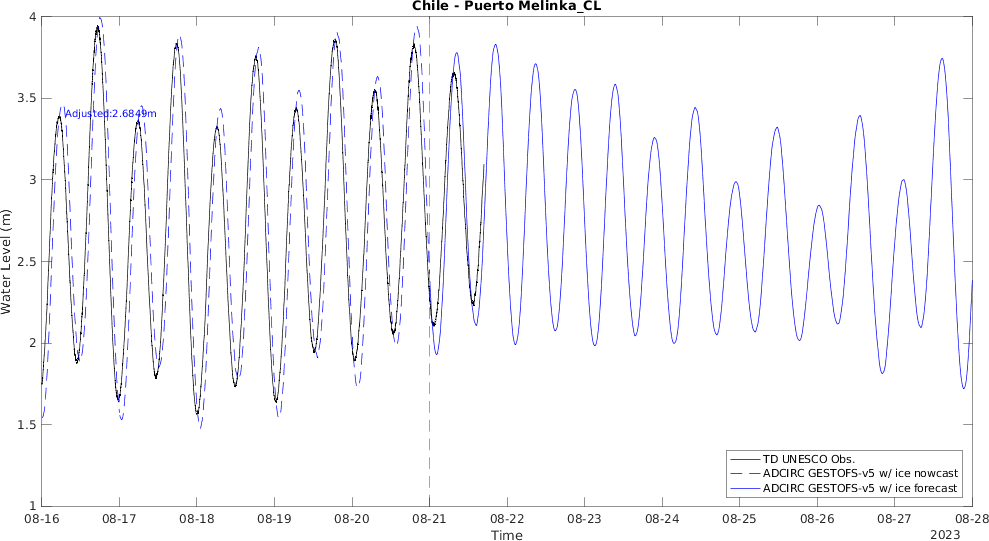 Chile - Puerto Melinka_CL
4
3.5
3
2.5
2
1.5
1
Water Level (m)
Adjusted:2.6849m
TD UNESCO Obs.
ADCIRC GESTOFS-v5 w/ ice nowcast
ADCIRC GESTOFS-v5 w/ ice forecast
08-16 08-17 08-18 08-19 08-20 08-21 08-22 08-23 08-24 08-25 08-26 08-27 08-28
Time
2023